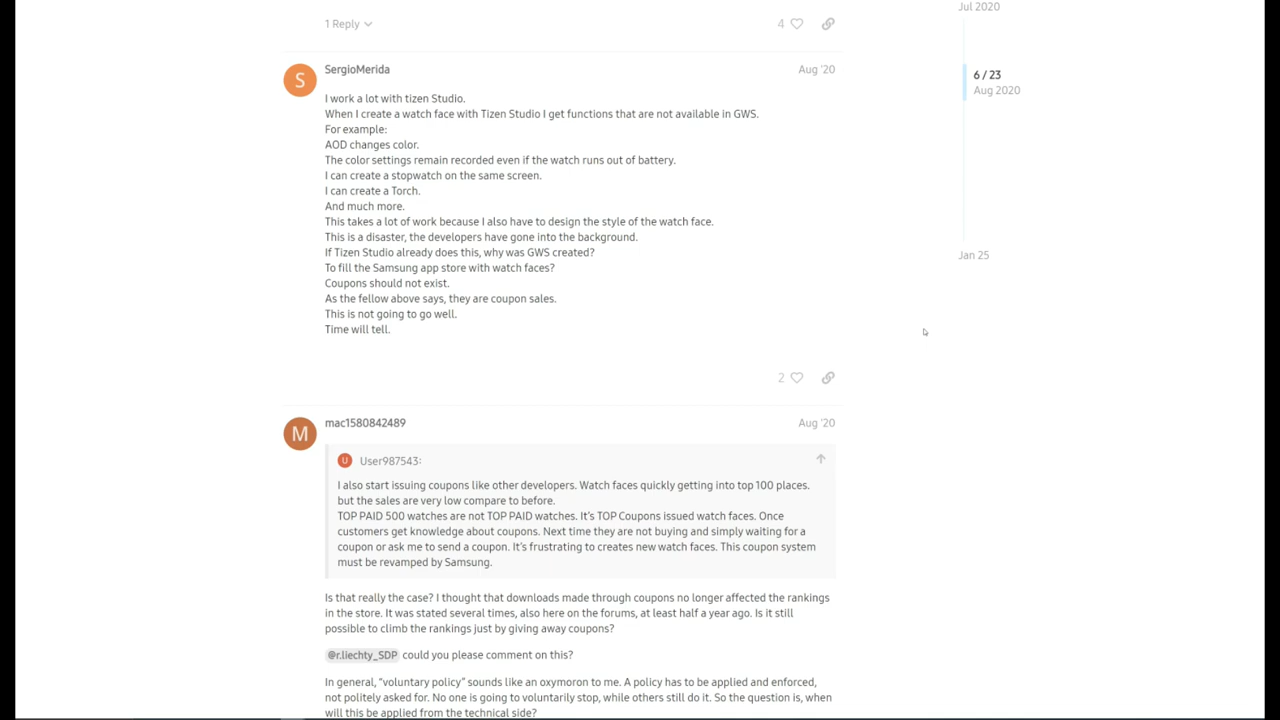 Jul 2020
1 Reply
4
S
SergioMerida
Aug '20
6 / 23
Aug 2020
I work a lot with tizen Studio.
When I create a watch face with Tizen Studio I get functions that are not available in GWS.
For example:
AOD changes color.
The color settings remain recorded even if the watch runs out of battery.
I can create a stopwatch on the same screen.
I can create a Torch.
And much more.
This takes a lot of work because I also have to design the style of the watch face.
This is a disaster, the developers have gone into the background.
If Tizen Studio already does this, why was GWS created?
To fill the Samsung app store with watch faces?
Coupons should not exist.
As the fellow above says, they are coupon sales.
This is not going to go well.
Time will tell.
Jan 25
2
M
mac1580842489
Aug '20
U
User987543:
I also start issuing coupons like other developers. Watch faces quickly getting into top 100 places.
but the sales are very low compare to before.
TOP PAID 500 watches are not TOP PAID watches. It's TOP Coupons issued watch faces. Once
customers get knowledge about coupons. Next time they are not buying and simply waiting for a
coupon or ask me to send a coupon. It's frustrating to creates new watch faces. This coupon system
must be revamped by Samsung.
Is that really the case? I thought that downloads made through coupons no longer affected the rankings
in the store. It was stated several times, also here on the forums, at least half a year ago. Is it still
possible to climb the rankings just by giving away coupons?
@r.liechty_SDP could you please comment on this?
In general, “voluntary policy” sounds like an oxymoron to me. A policy has to be applied and enforced,
not politely asked for. No one is going to voluntarily stop, while others still do it. So the question is, when
will this be applied from the technical side?